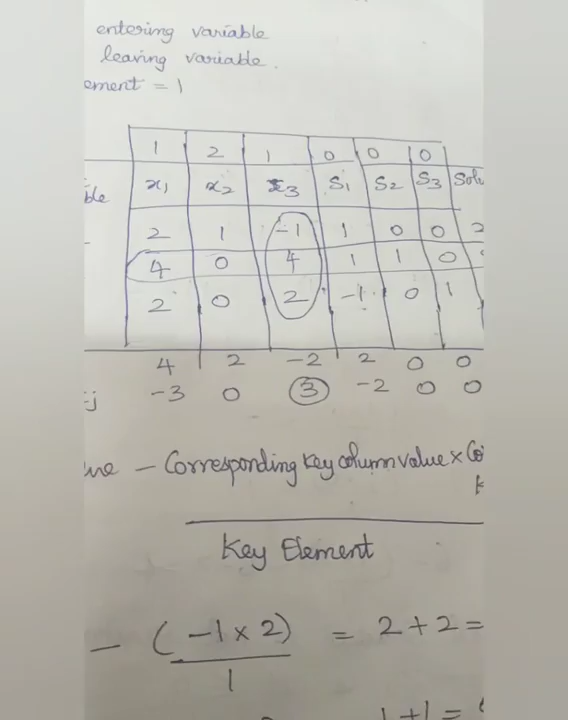 entering variable
leaving variable.
ement = 1
1 2 1 0 0 0
ble x₁ x₂ x₃ S₁ S₂ S₃ Solu
2 1 -1 1 0 0 2
4 0 4 1 1 0
2 0 2 -1 0 1
4 2 -2 2 0 0
-j -3 0 3 -2 0 0
lue - Corresponding key column value × Co
K
Key Element
- (-1 × 2) = 2 + 2 =
1
1 + 1 =